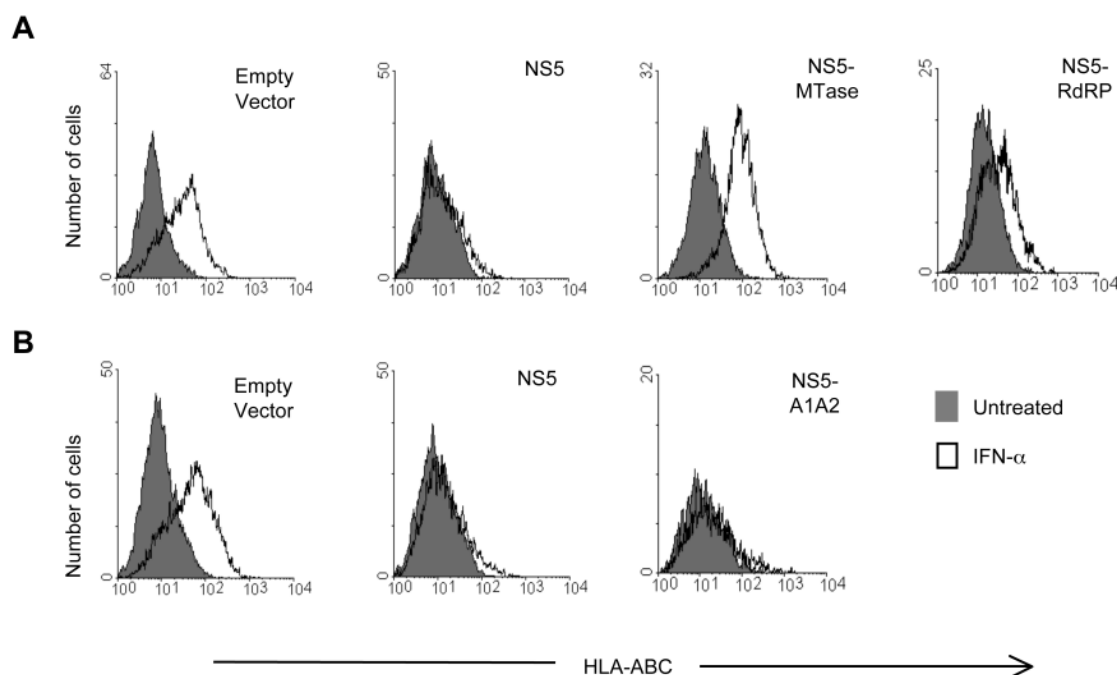 A
64
0
Number of cells
Empty
Vector
10⁰ 10¹ 10² 10³ 10⁴
50
0
NS5
10⁰ 10¹ 10² 10³ 10⁴
32
0
NS5-
MTase
10⁰ 10¹ 10² 10³ 10⁴
25
0
NS5-
RdRP
10⁰ 10¹ 10² 10³ 10⁴
B
50
0
Number of cells
Empty
Vector
10⁰ 10¹ 10² 10³ 10⁴
50
0
NS5
10⁰ 10¹ 10² 10³ 10⁴
20
0
NS5-
A1A2
10⁰ 10¹ 10² 10³ 10⁴
Untreated
IFN-α
HLA-ABC